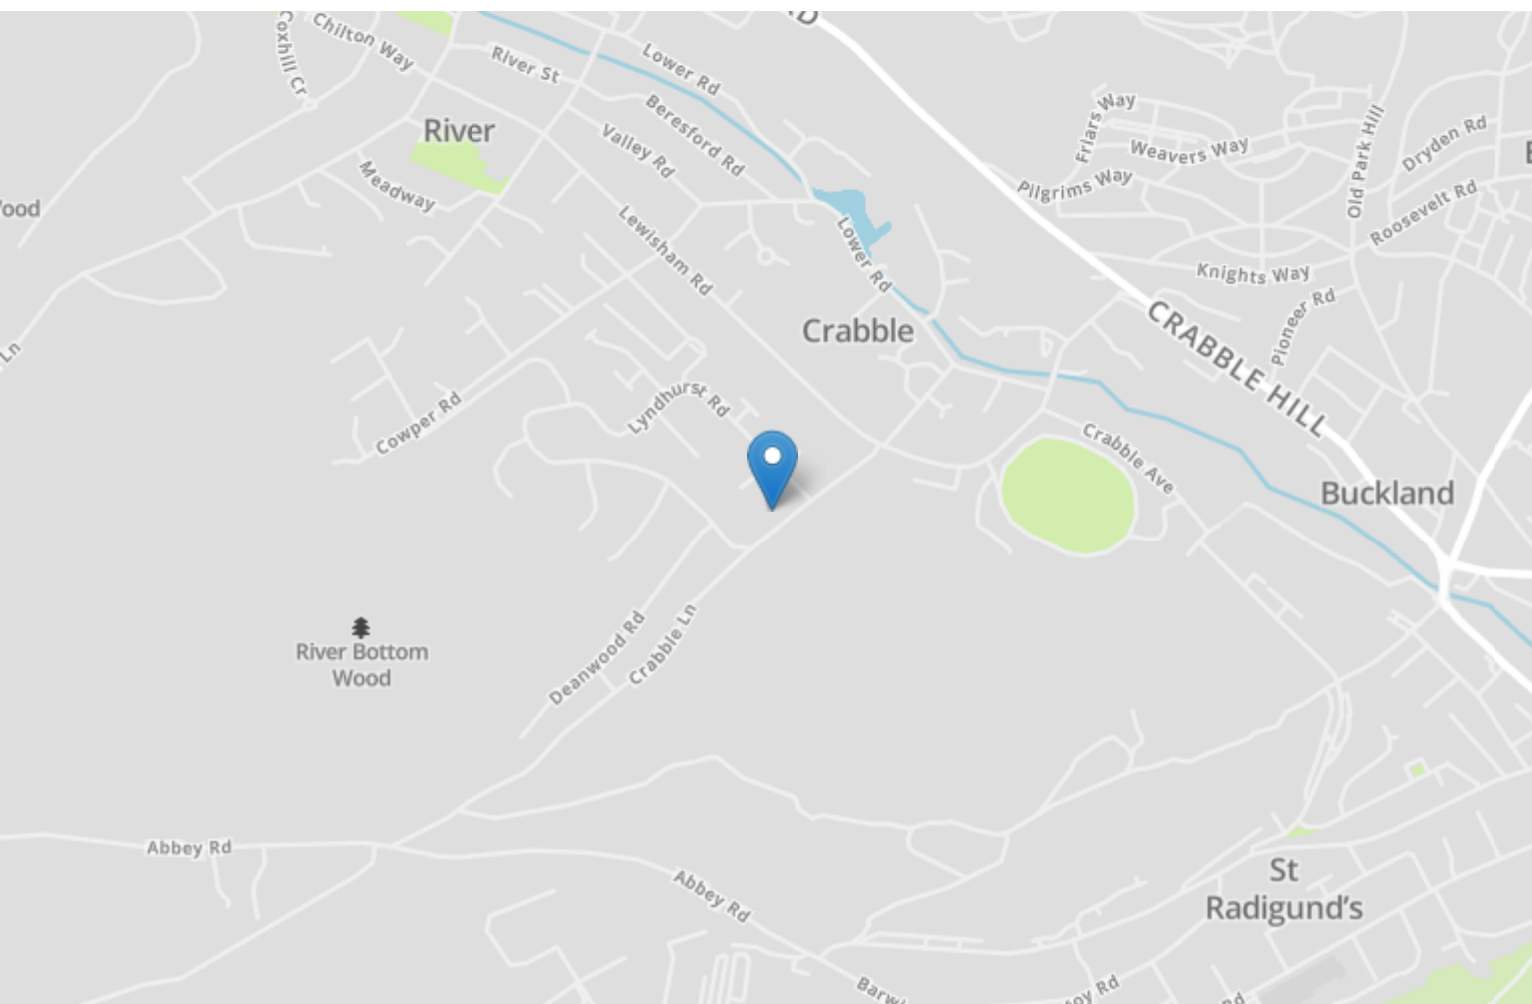 Coxhill Cr
Chilton Way
River St
Lower Rd
River
Beresford Rd
Valley Rd
Meadway
Friars Way
Weavers Way
Pilgrims Way
Old Park Hill
Dryden Rd
Roosevelt Rd
Lewisham Rd
Lower Rd
Knights Way
Pioneer Rd
Crabble
CRABBLE HILL
Ln
Lyndhurst Rd
Cowper Rd
Crabble Ave
Buckland
River Bottom
Wood
Deanwood Rd
Crabble Ln
Abbey Rd
Abbey Rd
St
Radigund's
Rd